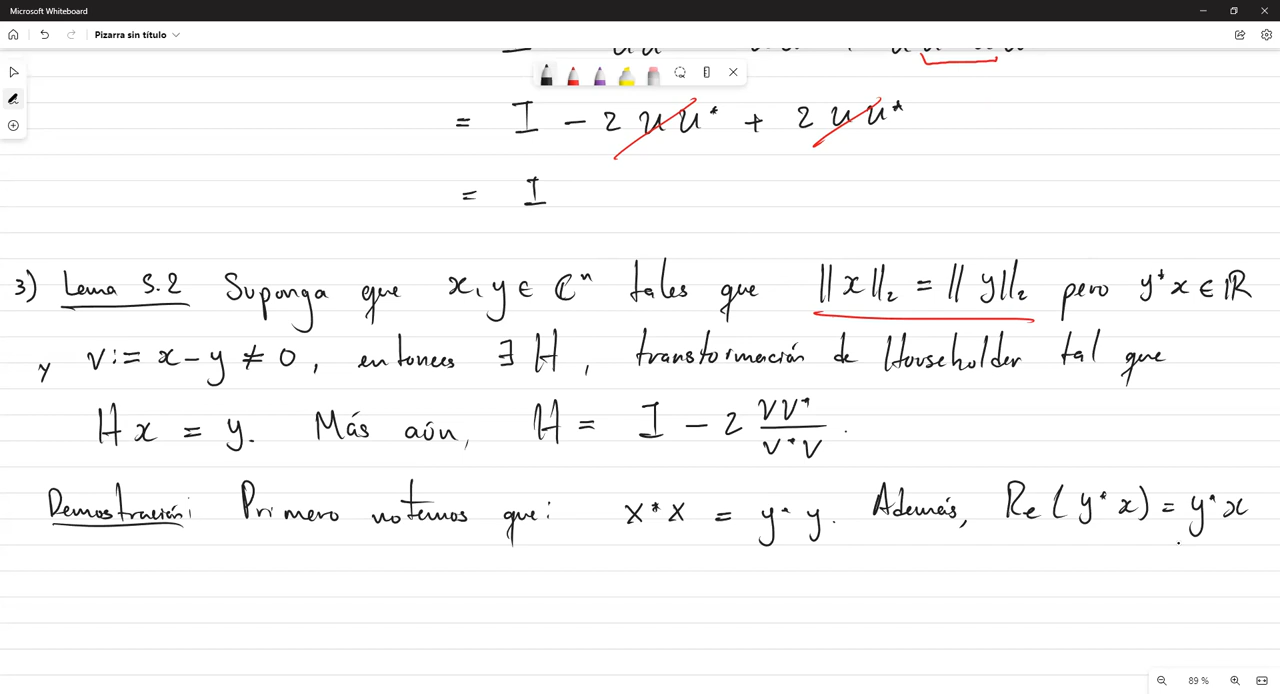 Microsoft Whiteboard
Pizarra sin título
= I - 2 u u* + 2 u u*
= I
3) Lema 5.2 Suponga que x, y ∈ ℂⁿ tales que ||x||₂ = ||y||₂ pero y*x ∈ ℝ
y v := x - y ≠ 0, entonces ∃ H, transformación de Householder tal que
Hx = y. Más aún, H = I - 2 vv*/v*v.
Demostración: Primero notemos que: x*x = y*y. Además, Re(y*x) = y*x
89 %